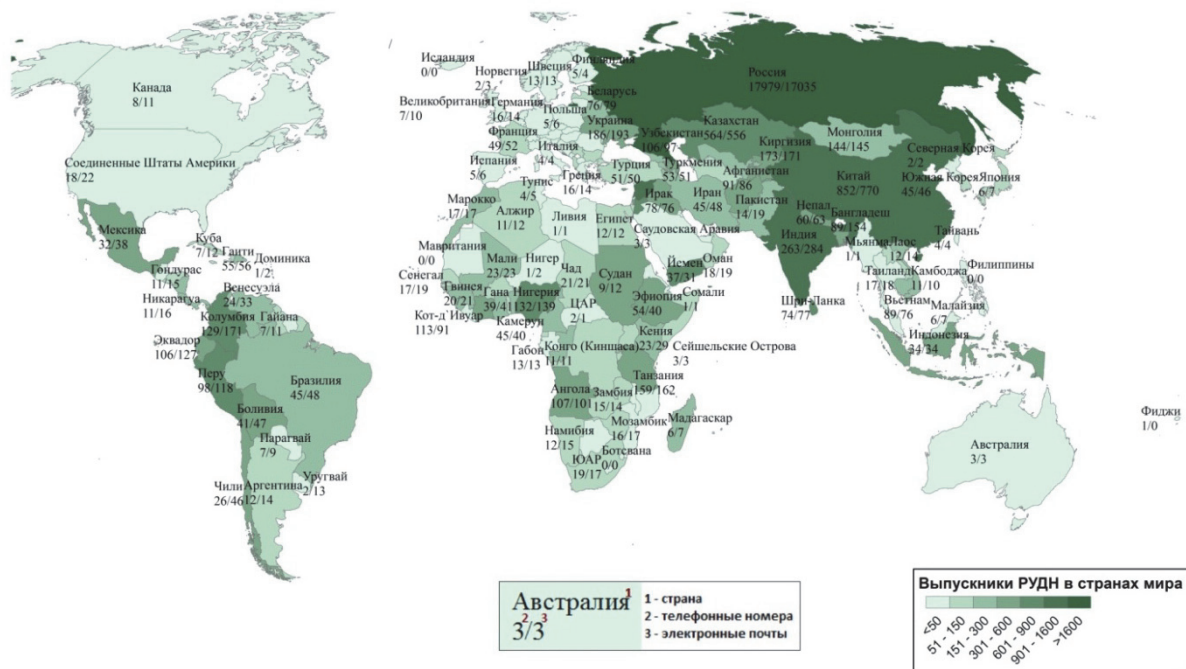 Исландия
0/0
Канада
8/11
Норвегия
2/3
Швеция
13/13
Финляндия
5/4
Россия
17979/17035
Великобритания
7/10
Германия
16/14
Польша
5/6
Беларусь
76/79
Украина
186/193
Франция
49/52
Италия
4/4
Испания
5/6
Греция
16/14
Турция
51/50
Узбекистан
106/97
Казахстан
564/556
Туркмения
53/51
Киргизия
173/171
Монголия
144/145
Северная Корея
2/2
Южная Корея
45/46
Япония
6/7
Афганистан
91/86
Китай
852/770
Соединенные Штаты Америки
18/22
Марокко
17/17
Тунис
4/5
Алжир
11/12
Ливия
1/1
Египет
12/12
Ирак
78/76
Иран
45/48
Пакистан
14/19
Непал
60/63
Бангладеш
89/154
Индия
263/284
Саудовская Аравия
3/3
Мьянма
1/1
Лаос
12/14
Тайвань
4/4
Мексика
32/38
Куба
7/12
Гаити
55/56
Доминика
1/2
Гондурас
11/15
Никарагуа
11/16
Венесуэла
24/33
Колумбия
129/171
Гайана
7/11
Эквадор
106/127
Перу
98/118
Бразилия
45/48
Боливия
41/47
Парагвай
7/9
Уругвай
2/13
Чили
26/46
Аргентина
12/14
Мавритания
0/0
Мали
23/23
Нигер
1/2
Чад
21/21
Судан
9/12
Йемен
37/31
Оман
18/19
Сенегал
17/19
Гвинея
20/21
Гана
39/41
Нигерия
132/139
ЦАР
2/1
Эфиопия
54/40
Сомали
1/1
Кот-д`Ивуар
113/91
Камерун
45/40
Габон
13/13
Конго (Киншаса)
11/11
Кения
23/29
Сейшельские Острова
3/3
Танзания
159/162
Ангола
107/101
Замбия
15/14
Мозамбик
16/17
Мадагаскар
6/7
Намибия
12/15
Ботсвана
0/0
ЮАР
19/17
Шри-Ланка
74/77
Таиланд
17/18
Камбоджа
11/10
Вьетнам
89/76
Филиппины
0/0
Малайзия
6/7
Индонезия
34/34
Австралия
3/3
Фиджи
1/0
Австралия 1
3/3 2 3
1 - страна
2 - телефонные номера
3 - электронные почты
Выпускники РУДН в странах мира
<50
51 - 150
151 - 300
301 - 600
601 - 900
901 - 1600
>1600